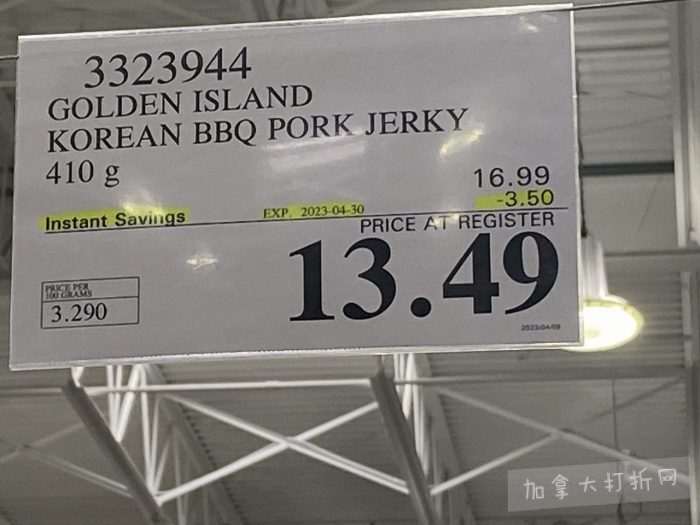 3323944
GOLDEN ISLAND
KOREAN BBQ PORK JERKY
410 g
16.99
Instant Savings EXP. 2023-04-30 -3.50
PRICE AT REGISTER
13.49
PRICE PER
100 GRAMS
3.290
2023/04/09
加拿大打折网